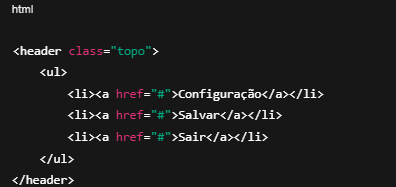 html
<header class="topo">
    <ul>
        <li><a href="#">Configuração</a></li>
        <li><a href="#">Salvar</a></li>
        <li><a href="#">Sair</a></li>
    </ul>
</header>